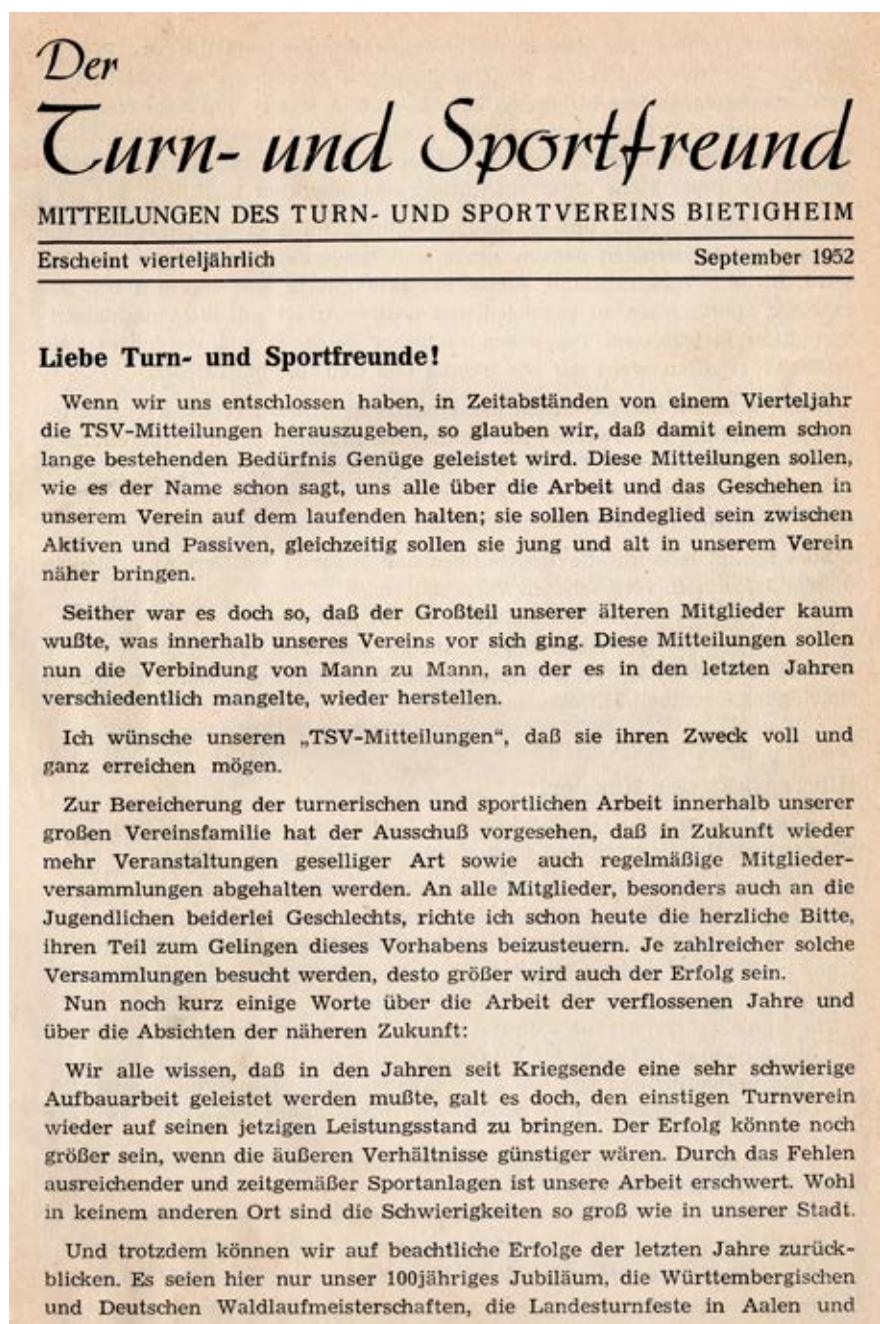 Der
Turn- und Sportfreund
MITTEILUNGEN DES TURN- UND SPORTVEREINS BIETIGHEIM
Erscheint vierteljährlich September 1952
Liebe Turn- und Sportfreunde!
Wenn wir uns entschlossen haben, in Zeitabständen von einem Vierteljahr
die TSV-Mitteilungen herauszugeben, so glauben wir, daß damit einem schon
lange bestehenden Bedürfnis Genüge geleistet wird. Diese Mitteilungen sollen,
wie es der Name schon sagt, uns alle über die Arbeit und das Geschehen in
unserem Verein auf dem laufenden halten; sie sollen Bindeglied sein zwischen
Aktiven und Passiven, gleichzeitig sollen sie jung und alt in unserem Verein
näher bringen.
Seither war es doch so, daß der Großteil unserer älteren Mitglieder kaum
wußte, was innerhalb unseres Vereins vor sich ging. Diese Mitteilungen sollen
nun die Verbindung von Mann zu Mann, an der es in den letzten Jahren
verschiedentlich mangelte, wieder herstellen.
Ich wünsche unseren „TSV-Mitteilungen“, daß sie ihren Zweck voll und
ganz erreichen mögen.
Zur Bereicherung der turnerischen und sportlichen Arbeit innerhalb unserer
großen Vereinsfamilie hat der Ausschuß vorgesehen, daß in Zukunft wieder
mehr Veranstaltungen geselliger Art sowie auch regelmäßige Mitglieder-
versammlungen abgehalten werden. An alle Mitglieder, besonders auch an die
Jugendlichen beiderlei Geschlechts, richte ich schon heute die herzliche Bitte,
ihren Teil zum Gelingen dieses Vorhabens beizusteuern. Je zahlreicher solche
Versammlungen besucht werden, desto größer wird auch der Erfolg sein.
Nun noch kurz einige Worte über die Arbeit der verflossenen Jahre und
über die Absichten der näheren Zukunft:
Wir alle wissen, daß in den Jahren seit Kriegsende eine sehr schwierige
Aufbauarbeit geleistet werden mußte, galt es doch, den einstigen Turnverein
wieder auf seinen jetzigen Leistungsstand zu bringen. Der Erfolg könnte noch
größer sein, wenn die äußeren Verhältnisse günstiger wären. Durch das Fehlen
ausreichender und zeitgemäßer Sportanlagen ist unsere Arbeit erschwert. Wohl
in keinem anderen Ort sind die Schwierigkeiten so groß wie in unserer Stadt.
Und trotzdem können wir auf beachtliche Erfolge der letzten Jahre zurück-
blicken. Es seien hier nur unser 100jähriges Jubiläum, die Württembergischen
und Deutschen Waldlaufmeisterschaften, die Landesturnfeste in Aalen und